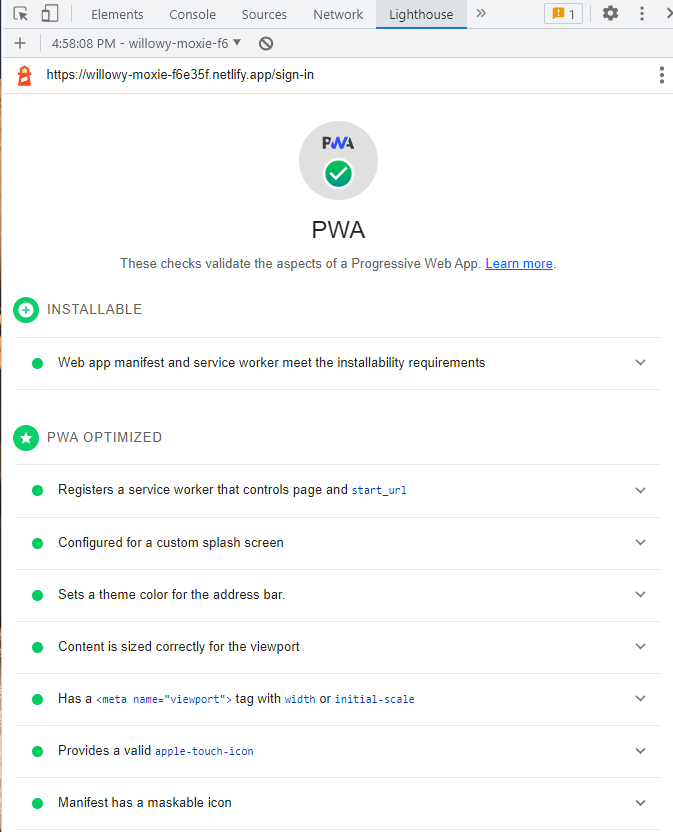 Elements Console Sources Network Lighthouse 1
4:58:08 PM - willowy-moxie-f6
https://willowy-moxie-f6e35f.netlify.app/sign-in
PWA
PWA
These checks validate the aspects of a Progressive Web App. Learn more.
INSTALLABLE
Web app manifest and service worker meet the installability requirements
PWA OPTIMIZED
Registers a service worker that controls page and start_url
Configured for a custom splash screen
Sets a theme color for the address bar.
Content is sized correctly for the viewport
Has a <meta name="viewport"> tag with width or initial-scale
Provides a valid apple-touch-icon
Manifest has a maskable icon